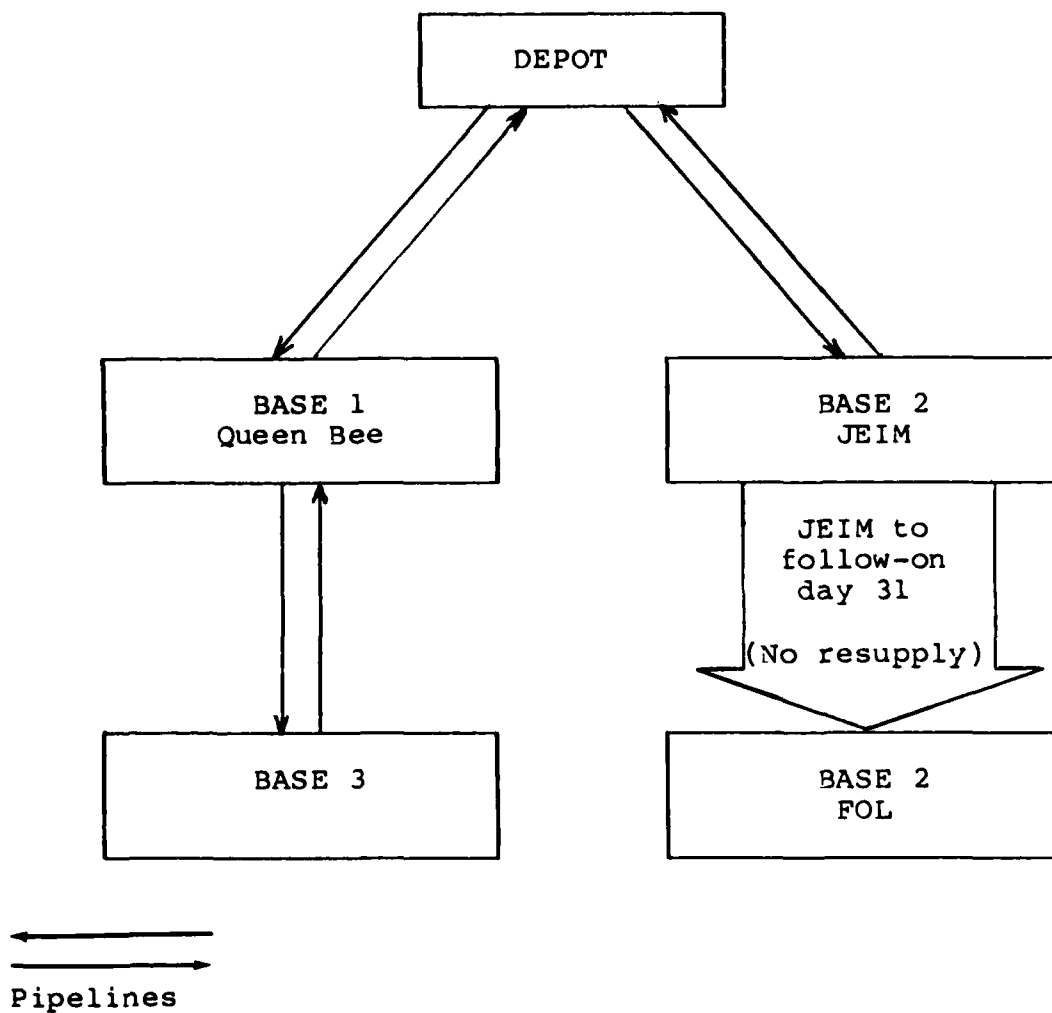 DEPOT
BASE 1
Queen Bee
BASE 2
JEIM
JEIM to
follow-on
day 31
(No resupply)
BASE 3
BASE 2
FOL
Pipelines